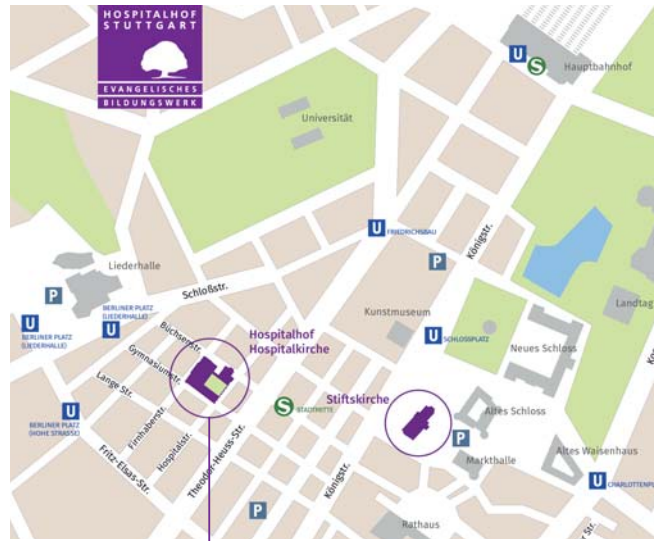 HOSPITALHOF
STUTTGART
EVANGELISCHES
BILDUNGSWERK
U
S
Hauptbahnhof
Universität
U FRIEDRICHSBAU
Königstr.
P
Liederhalle
Schloßstr.
P
BERLINER PLATZ
(LIEDERHALLE)
U
U
BERLINER PLATZ
(LIEDERHALLE)
Kunstmuseum
U SCHLOSSPLATZ
Landtag
Neues Schloss
Büchsenstr.
Hospitalhof
Hospitalkirche
Gymnasiumstr.
Lange Str.
Firnhaberstr.
Hospitalstr.
Fritz-Elsas-Str.
Theodor-Heuss-Str.
U
BERLINER PLATZ
(HOHE STRASSE)
S STADTMITTE
Stiftskirche
Altes Schloss
P
Markthalle
Altes Waisenhaus
Königstr.
U
P
Rathaus